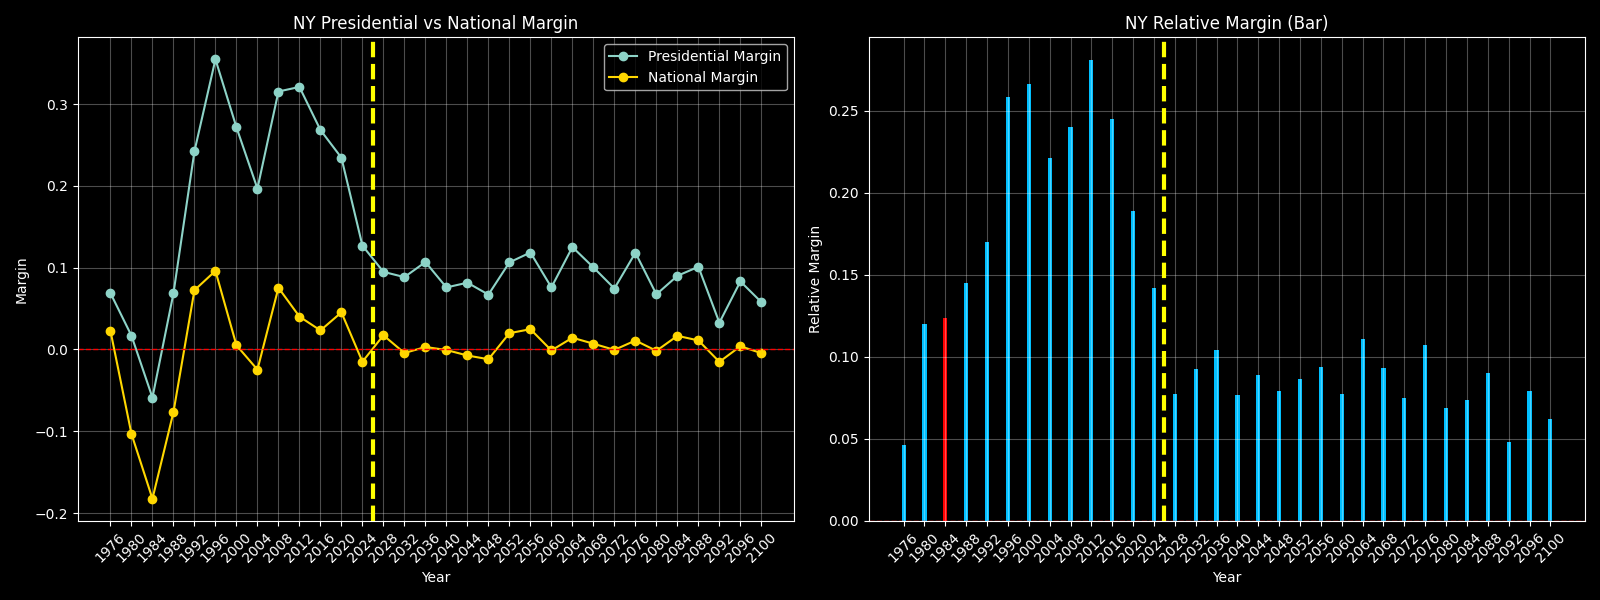 NY Presidential vs National Margin
Presidential Margin
National Margin
Margin
0.3
0.2
0.1
0.0
−0.1
−0.2
1976 1980 1984 1988 1992 1996 2000 2004 2008 2012 2016 2020 2024 2028 2032 2036 2040 2044 2048 2052 2056 2060 2064 2068 2072 2076 2080 2084 2088 2092 2096 2100
Year
NY Relative Margin (Bar)
Relative Margin
0.25
0.20
0.15
0.10
0.05
0.00
1976 1980 1984 1988 1992 1996 2000 2004 2008 2012 2016 2020 2024 2028 2032 2036 2040 2044 2048 2052 2056 2060 2064 2068 2072 2076 2080 2084 2088 2092 2096 2100
Year